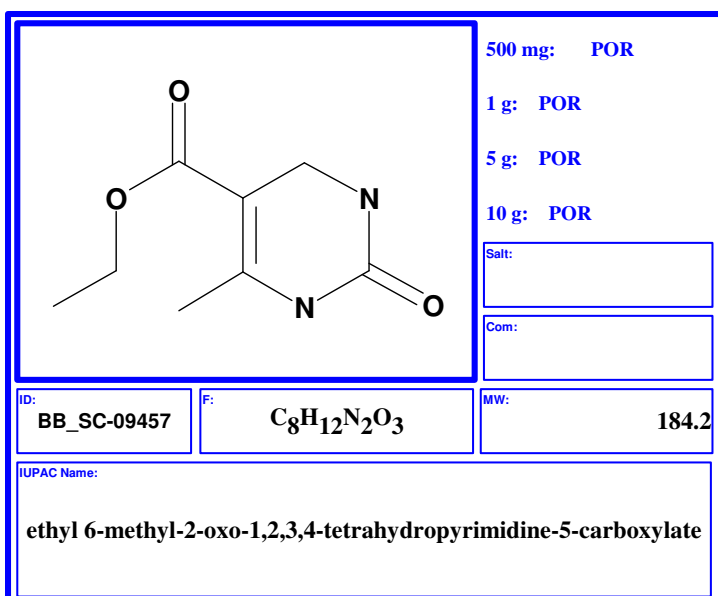 O
O
N
N
O
500 mg: POR
1 g: POR
5 g: POR
10 g: POR
Salt:
Com:
ID:
BB_SC-09457
F:
C8H12N2O3
MW:
184.2
IUPAC Name:
ethyl 6-methyl-2-oxo-1,2,3,4-tetrahydropyrimidine-5-carboxylate